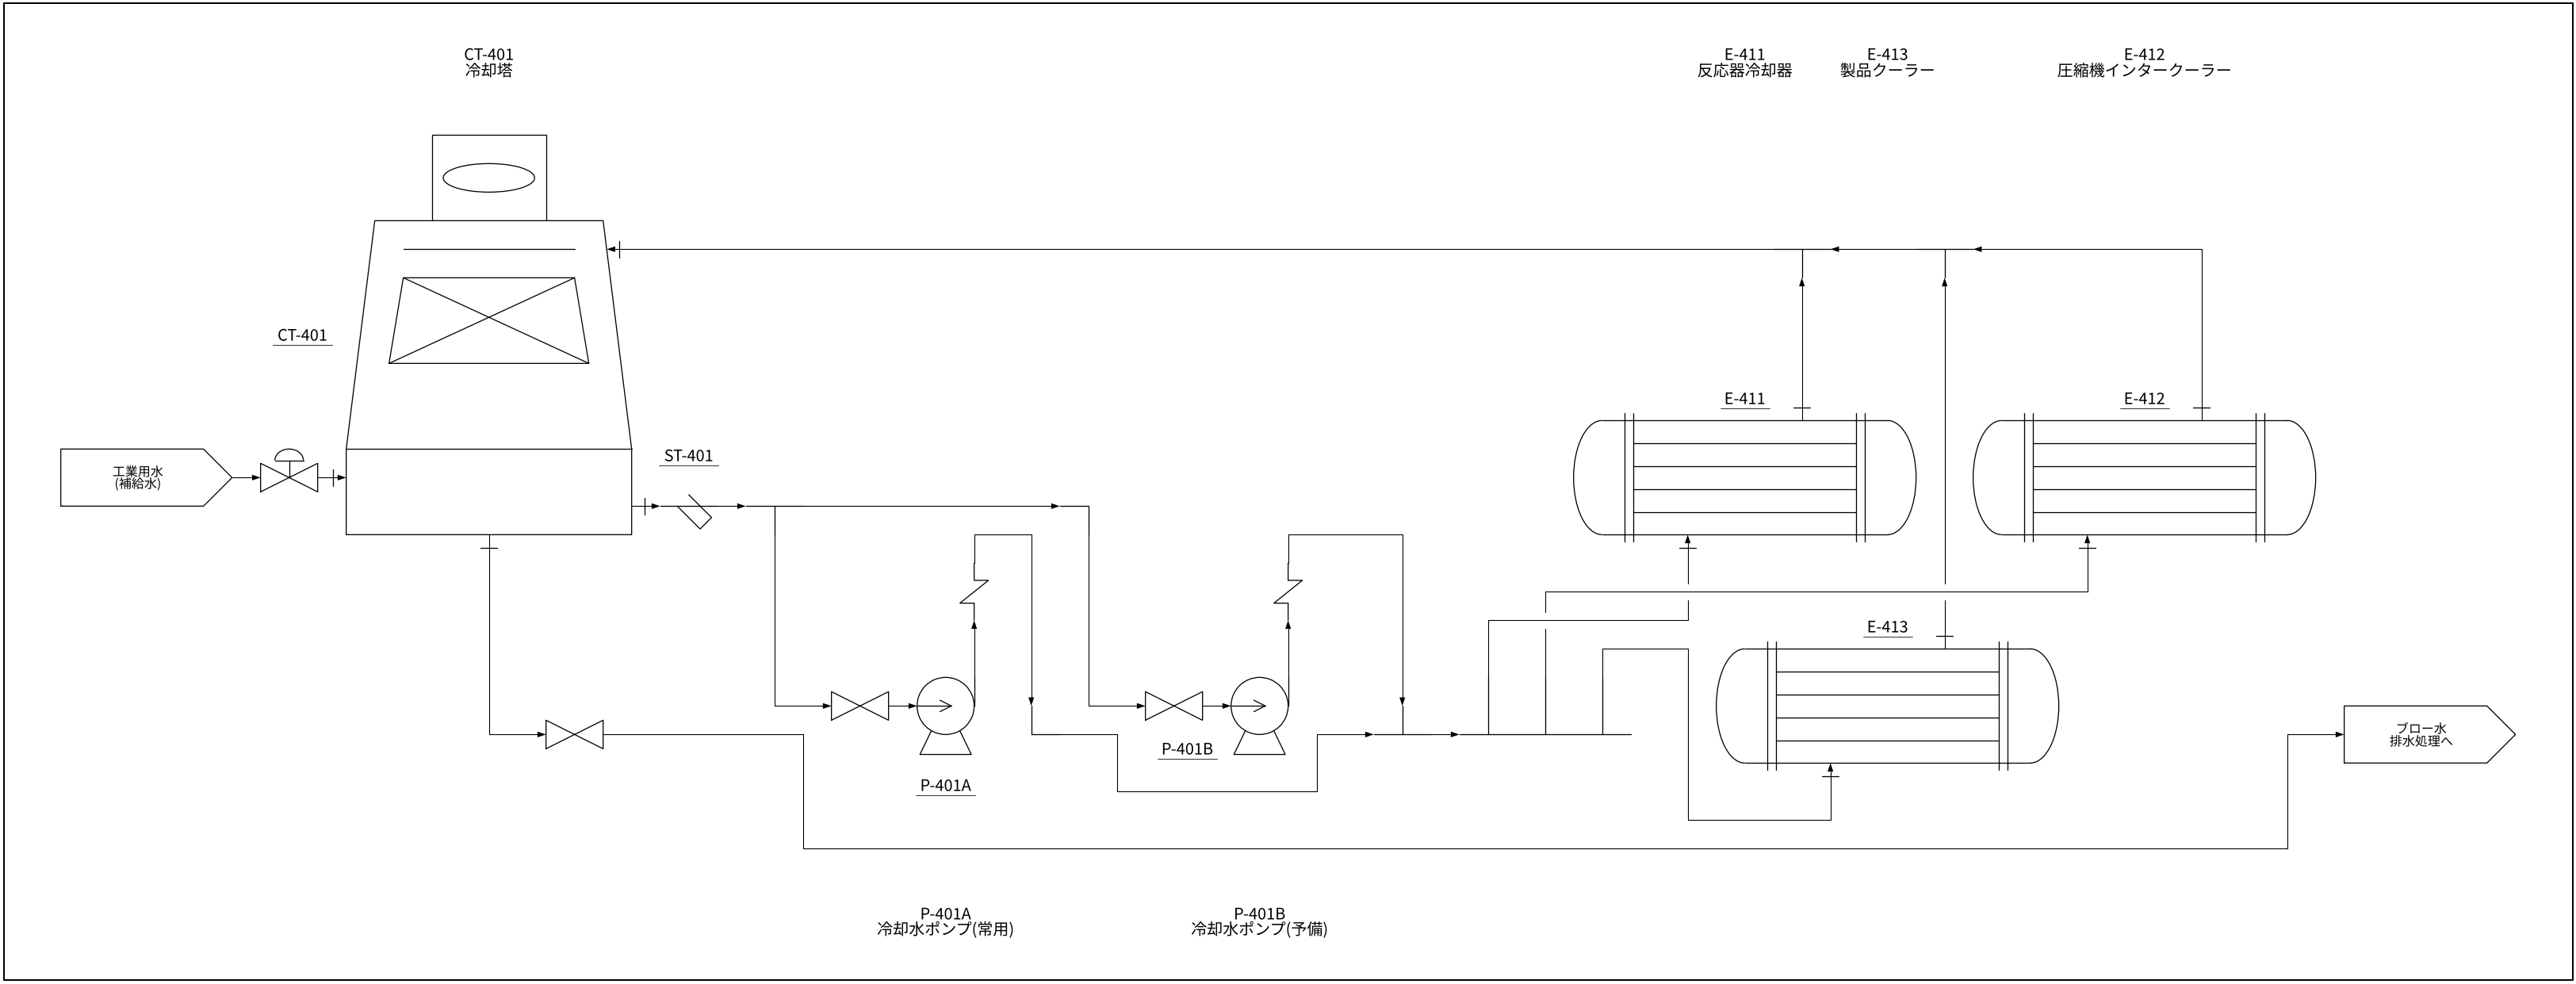 CT-401
冷却塔
E-411
反応器冷却器
E-413
製品クーラー
E-412
圧縮機インタークーラー
CT-401
E-411
E-412
ST-401
工業用水
(補給水)
E-413
P-401B
P-401A
ブロー水
排水処理へ
P-401A
冷却水ポンプ(常用)
P-401B
冷却水ポンプ(予備)